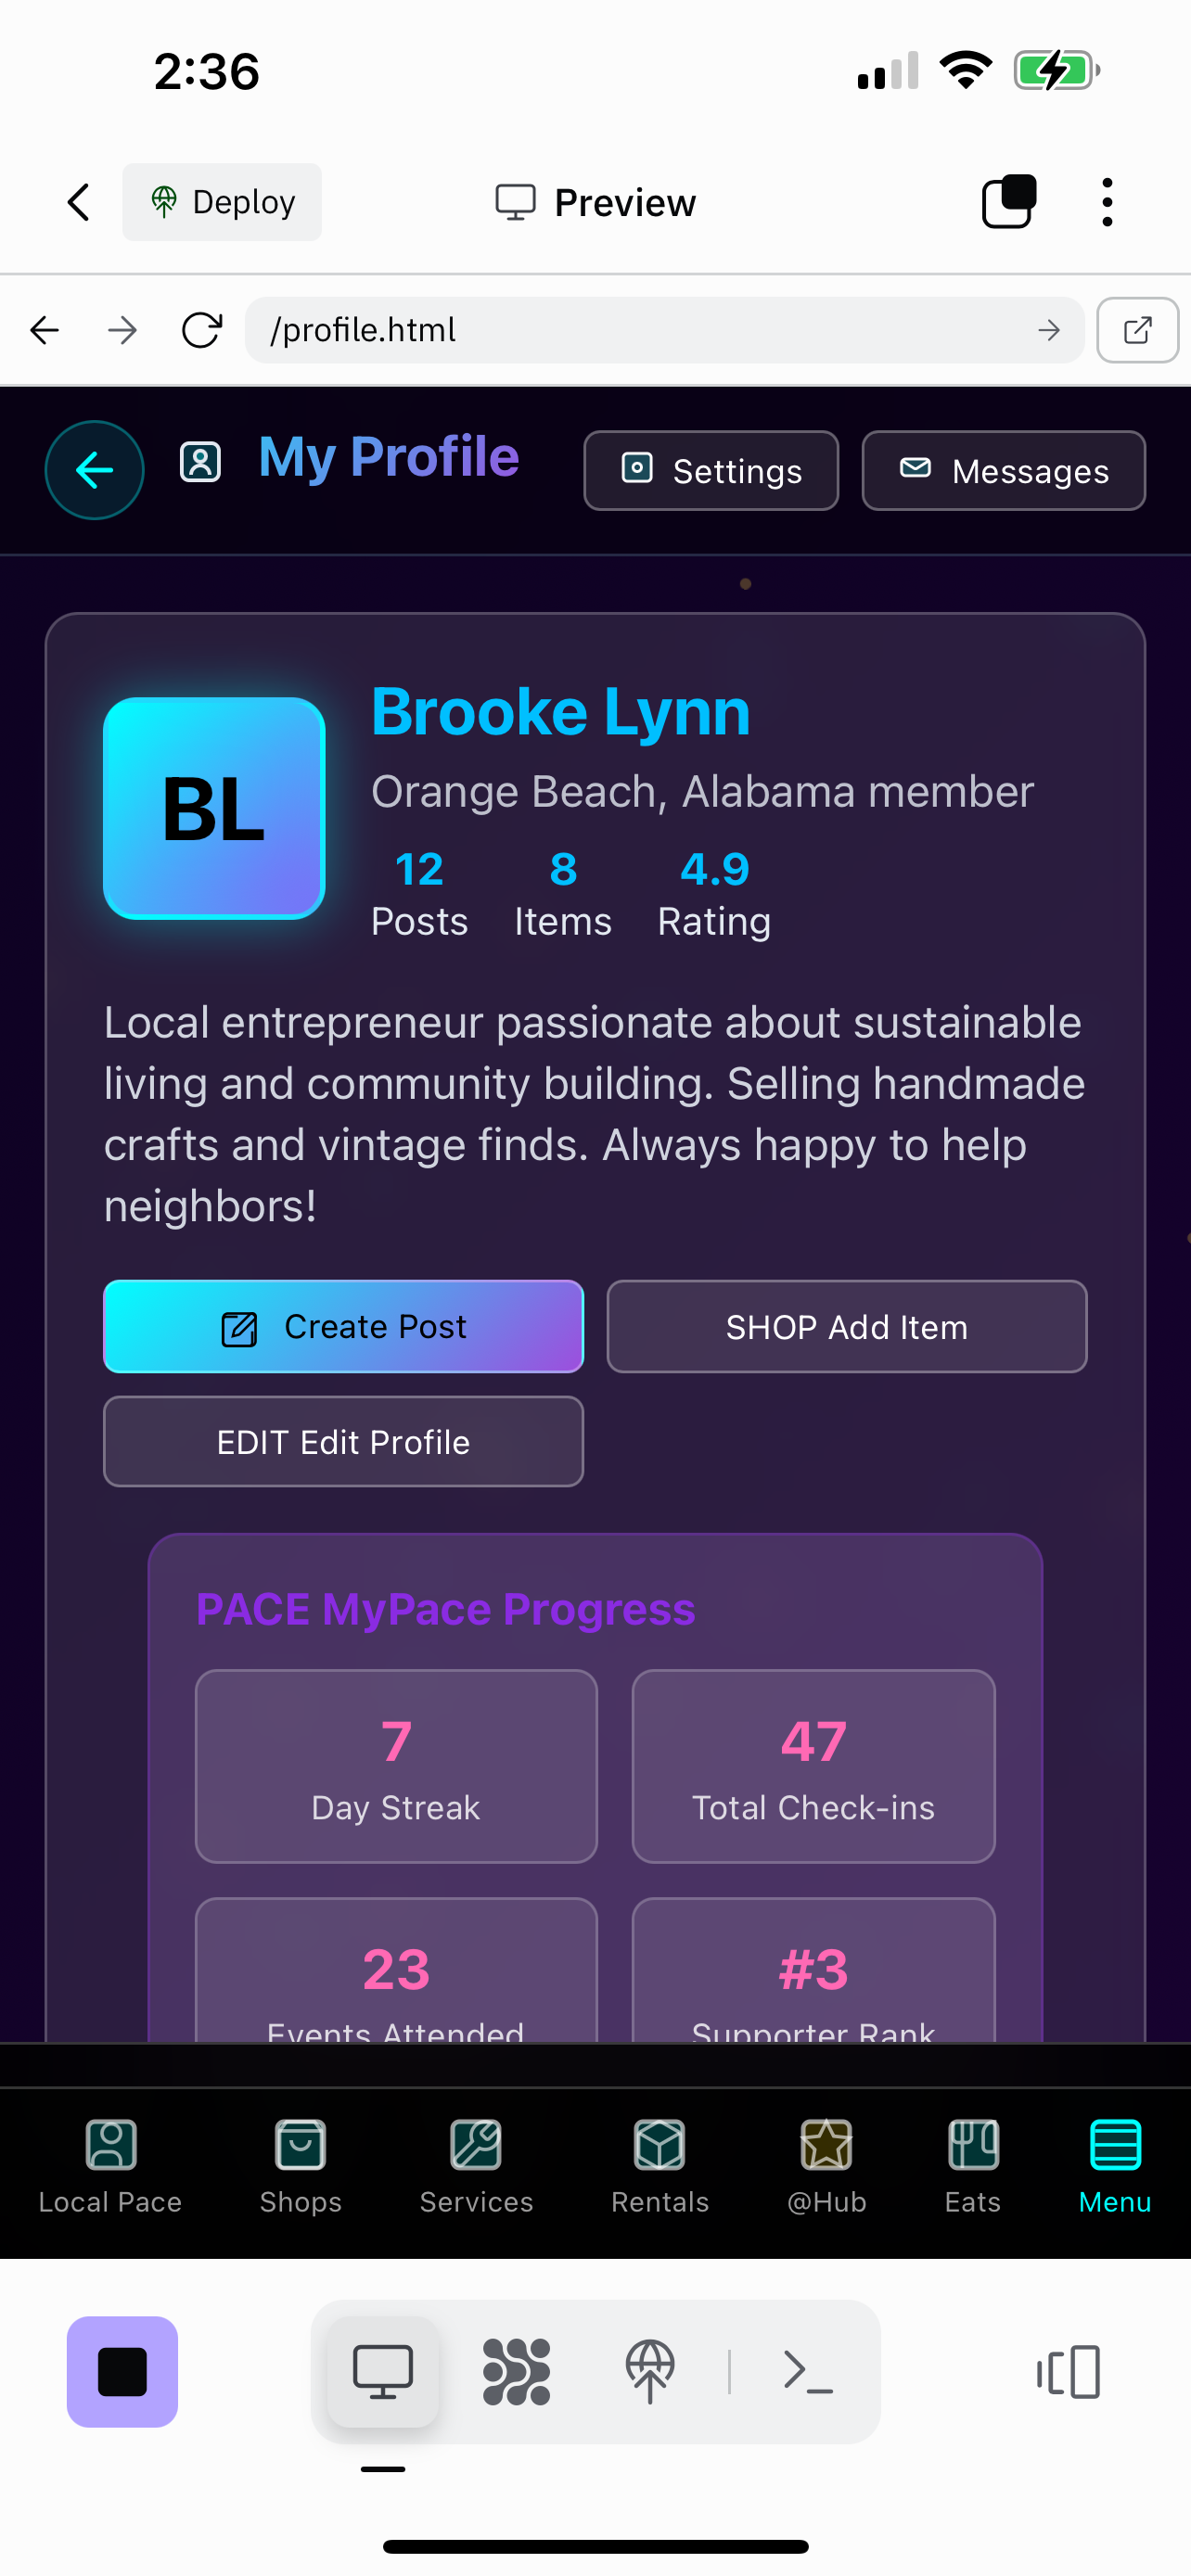 2:36
Deploy
Preview
/profile.html
My Profile
Settings
Messages
BL
Brooke Lynn
Orange Beach, Alabama member
12 8 4.9
Posts Items Rating
Local entrepreneur passionate about sustainable
living and community building. Selling handmade
crafts and vintage finds. Always happy to help
neighbors!
Create Post
SHOP Add Item
EDIT Edit Profile
PACE MyPace Progress
7
Day Streak
47
Total Check-ins
23
Events Attended
#3
Supporter Rank
Local Pace
Shops
Services
Rentals
@Hub
Eats
Menu